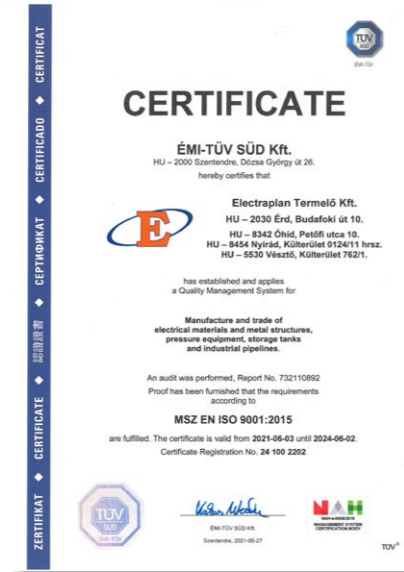 TÜV
SÜD
ÉMI-TÜV
CERTIFICATE
ÉMI-TÜV SÜD Kft.
HU – 2000 Szentendre, Dózsa György út 26.
hereby certifies that
E
Electraplan Termelő Kft.
HU – 2030 Érd, Budafoki út 10.
HU – 8342 Óhid, Petőfi utca 10.
HU – 8454 Nyirád, Külterület 0124/11 hrsz.
HU – 5530 Vésztő, Külterület 762/1.
has established and applies
a Quality Management System for
Manufacture and trade of
electrical materials and metal structures,
pressure equipment, storage tanks
and industrial pipelines.
An audit was performed, Report No. 732110892
Proof has been furnished that the requirements
according to
MSZ EN ISO 9001:2015
are fulfilled. The certificate is valid from 2021-06-03 until 2024-06-02.
Certificate Registration No. 24 100 2202
TÜV
SÜD
ÉMI-TÜV
ÉMI-TÜV SÜD Kft.
Szentendre, 2021-05-27
NAH
MANAGEMENT SYSTEM
CERTIFICATION BODY
TÜV®
ZERTIFIKAT ◆ CERTIFICATE ◆ 認證證書 ◆ СЕРТИФИКАТ ◆ CERTIFICADO ◆ CERTIFICAT